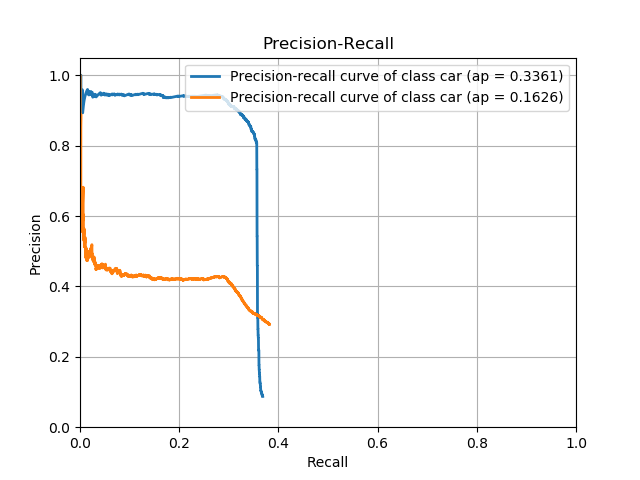 Precision-Recall
Precision-recall curve of class car (ap = 0.3361)
Precision-recall curve of class car (ap = 0.1626)
1.0
0.8
0.6
0.4
0.2
0.0
Precision
0.0 0.2 0.4 0.6 0.8 1.0
Recall